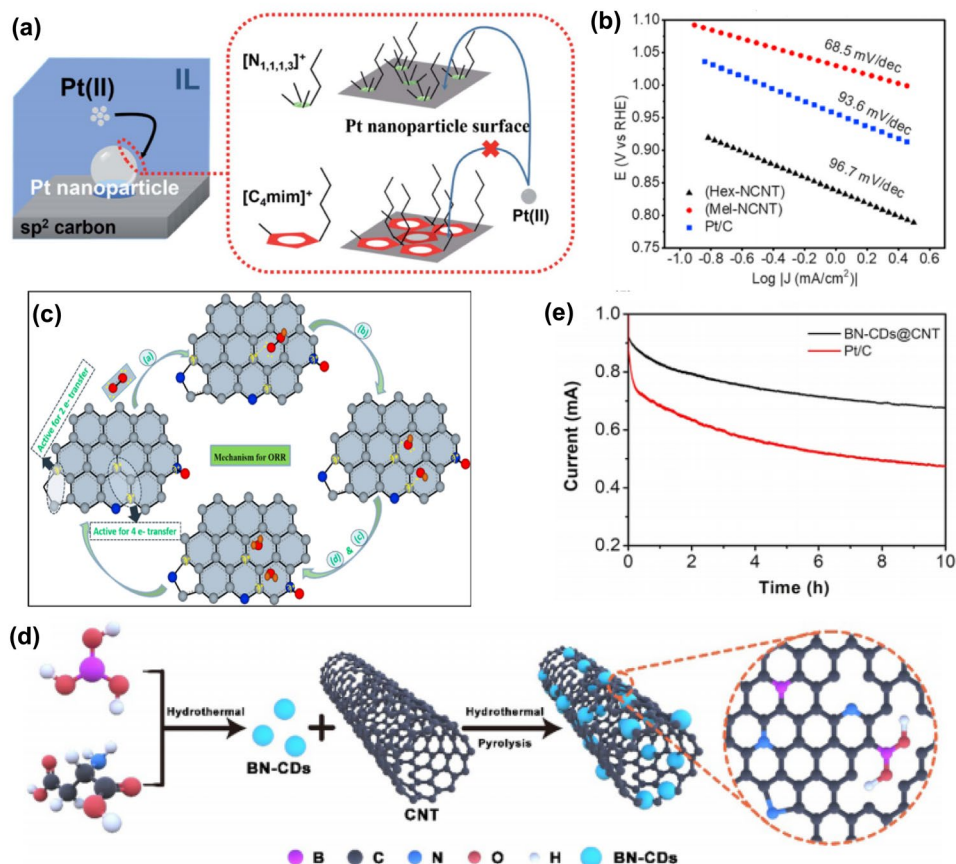 (a)
IL
Pt(II)
Pt nanoparticle
sp² carbon
[N₁,₁,₁,₃]⁺
Pt nanoparticle surface
[C₄mim]⁺
Pt(II)
(b)
E (V vs RHE)
1.10
1.05
1.00
0.95
0.90
0.85
0.80
0.75
68.5 mV/dec
93.6 mV/dec
96.7 mV/dec
(Hex-NCNT)
(Mel-NCNT)
Pt/C
-1.0 -0.8 -0.6 -0.4 -0.2 0.0 0.2 0.4 0.6
Log |J (mA/cm²)|
(c)
(a)
(b)
Active for 2 e- transfer
Mechanism for ORR
Active for 4 e- transfer
(d) & (c)
(e)
Current (mA)
1.0
0.8
0.6
0.4
0.2
BN-CDs@CNT
Pt/C
0 2 4 6 8 10
Time (h)
(d)
Hydrothermal
BN-CDs
+
CNT
Hydrothermal
Pyrolysis
B C N O H BN-CDs